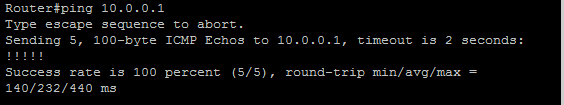 Router#ping 10.0.0.1
Type escape sequence to abort.
Sending 5, 100-byte ICMP Echos to 10.0.0.1, timeout is 2 seconds:
!!!!!
Success rate is 100 percent (5/5), round-trip min/avg/max =
140/232/440 ms